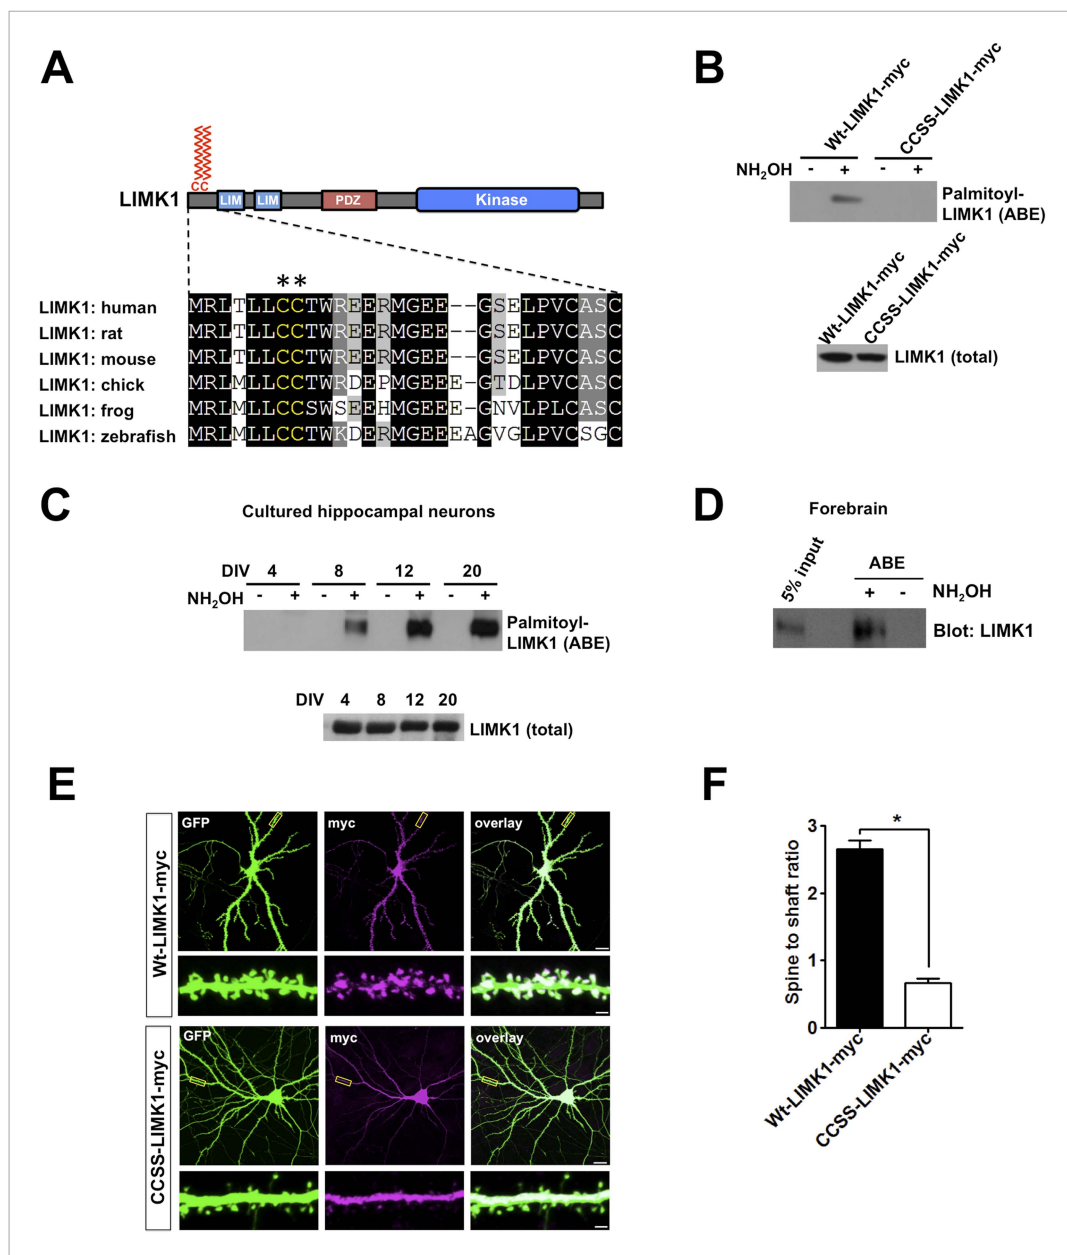 A
CC
LIMK1
LIM
LIM
PDZ
Kinase
**
LIMK1: human MRLTLLCCTWREERMGEE--GSELPVCASC
LIMK1: rat MRLTLLCCTWREERMGEE--GSELPVCASC
LIMK1: mouse MRLTLLCCTWREERMGEE--GSELPVCASC
LIMK1: chick MRLMLLCCTWRDEPMGEEE-GTDLPVCASC
LIMK1: frog MRLMLLCCSWSEEHMGEEE-GNVLPLCASC
LIMK1: zebrafish MRLMLLCCTWKDERMGEEEAGVGLPVCSGC
B
Wt-LIMK1-myc
CCSS-LIMK1-myc
NH2OH - + - +
Palmitoyl-
LIMK1 (ABE)
Wt-LIMK1-myc
CCSS-LIMK1-myc
LIMK1 (total)
C
Cultured hippocampal neurons
DIV 4 8 12 20
NH2OH - + - + - + - +
Palmitoyl-
LIMK1 (ABE)
DIV 4 8 12 20
LIMK1 (total)
D
Forebrain
5% input
ABE
+ - NH2OH
Blot: LIMK1
E
Wt-LIMK1-myc
GFP
myc
overlay
CCSS-LIMK1-myc
GFP
myc
overlay
F
Spine to shaft ratio
3
2
1
0
*
Wt-LIMK1-myc
CCSS-LIMK1-myc